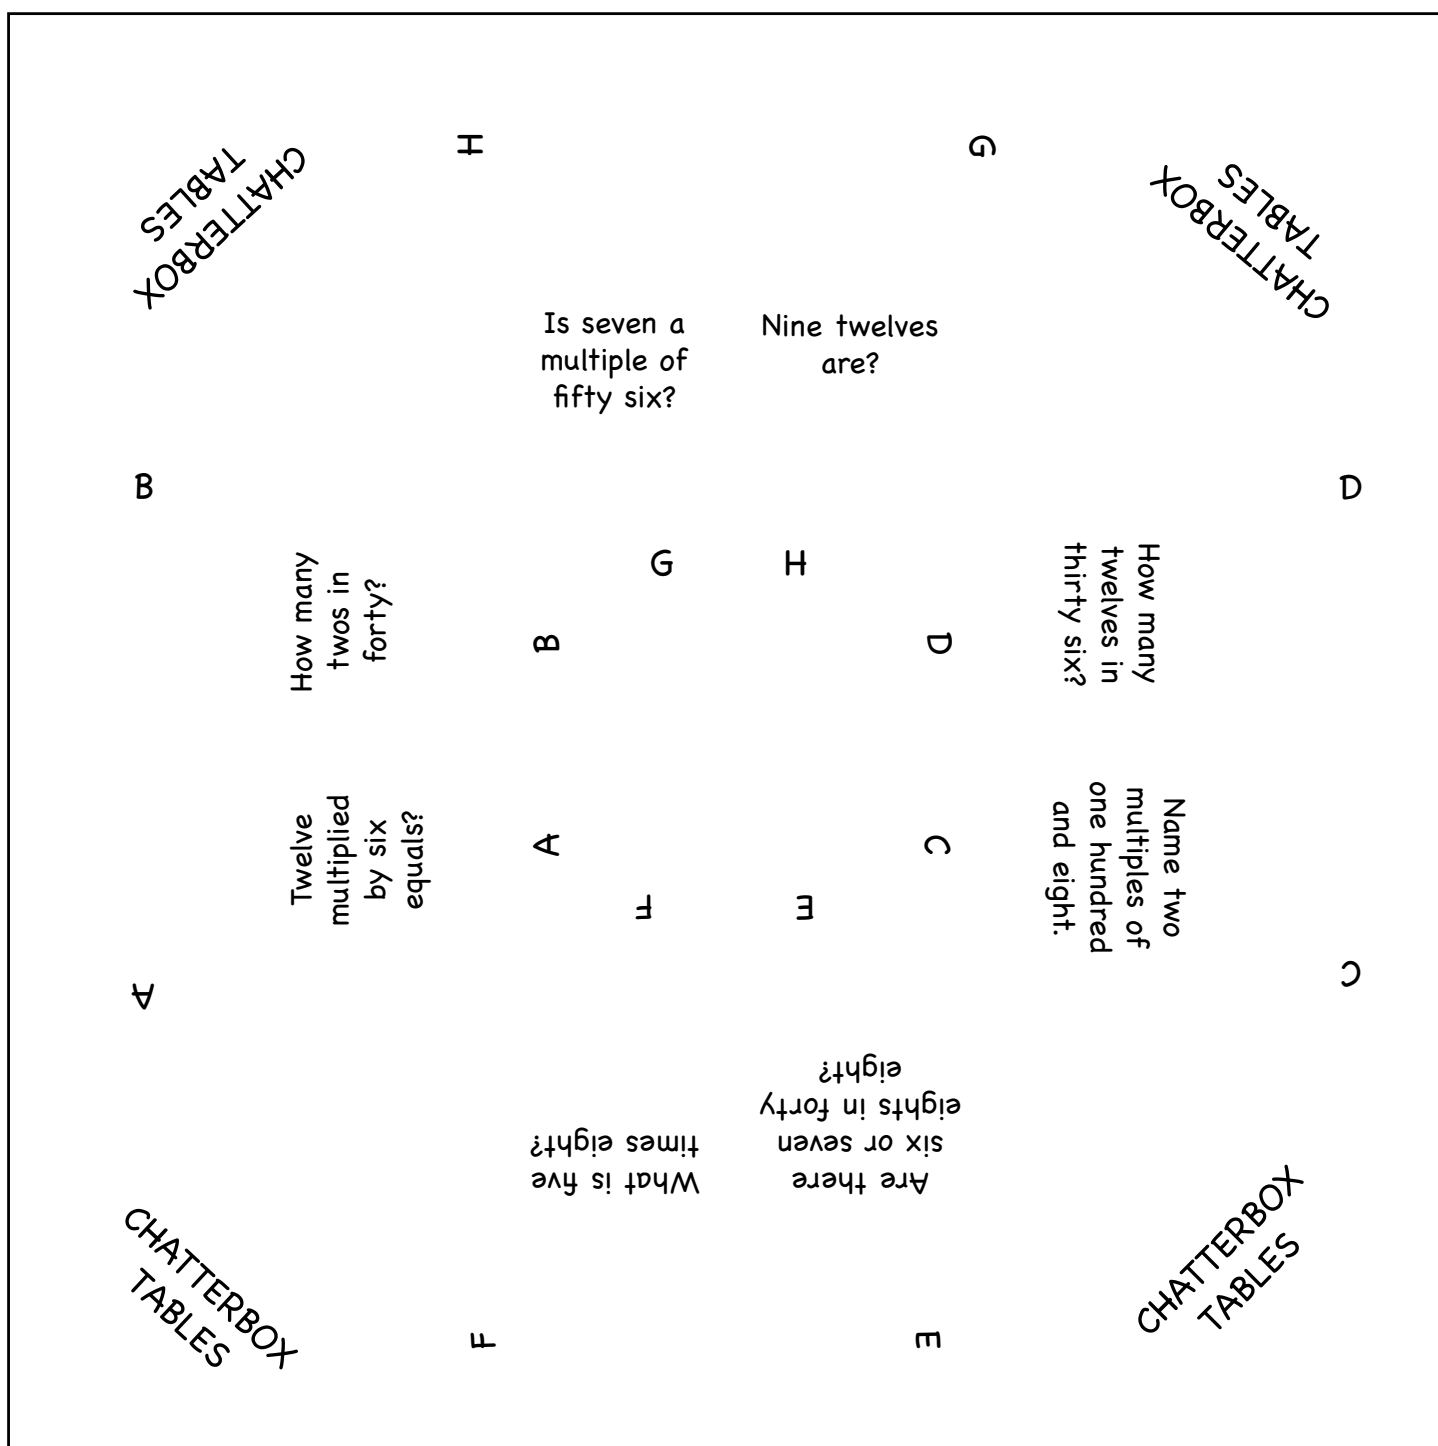 CHATTERBOX
TABLES
H
G
CHATTERBOX
TABLES
Is seven a
multiple of
fifty six?
Nine twelves
are?
B
D
How many
twos in
forty?
G
H
How many
twelves in
thirty six?
B
D
Twelve
multiplied
by six
equals?
A
C
Name two
multiples of
one hundred
and eight.
F
E
A
C
What is five
times eight?
Are there
six or seven
eights in forty
eight?
CHATTERBOX
TABLES
F
E
CHATTERBOX
TABLES